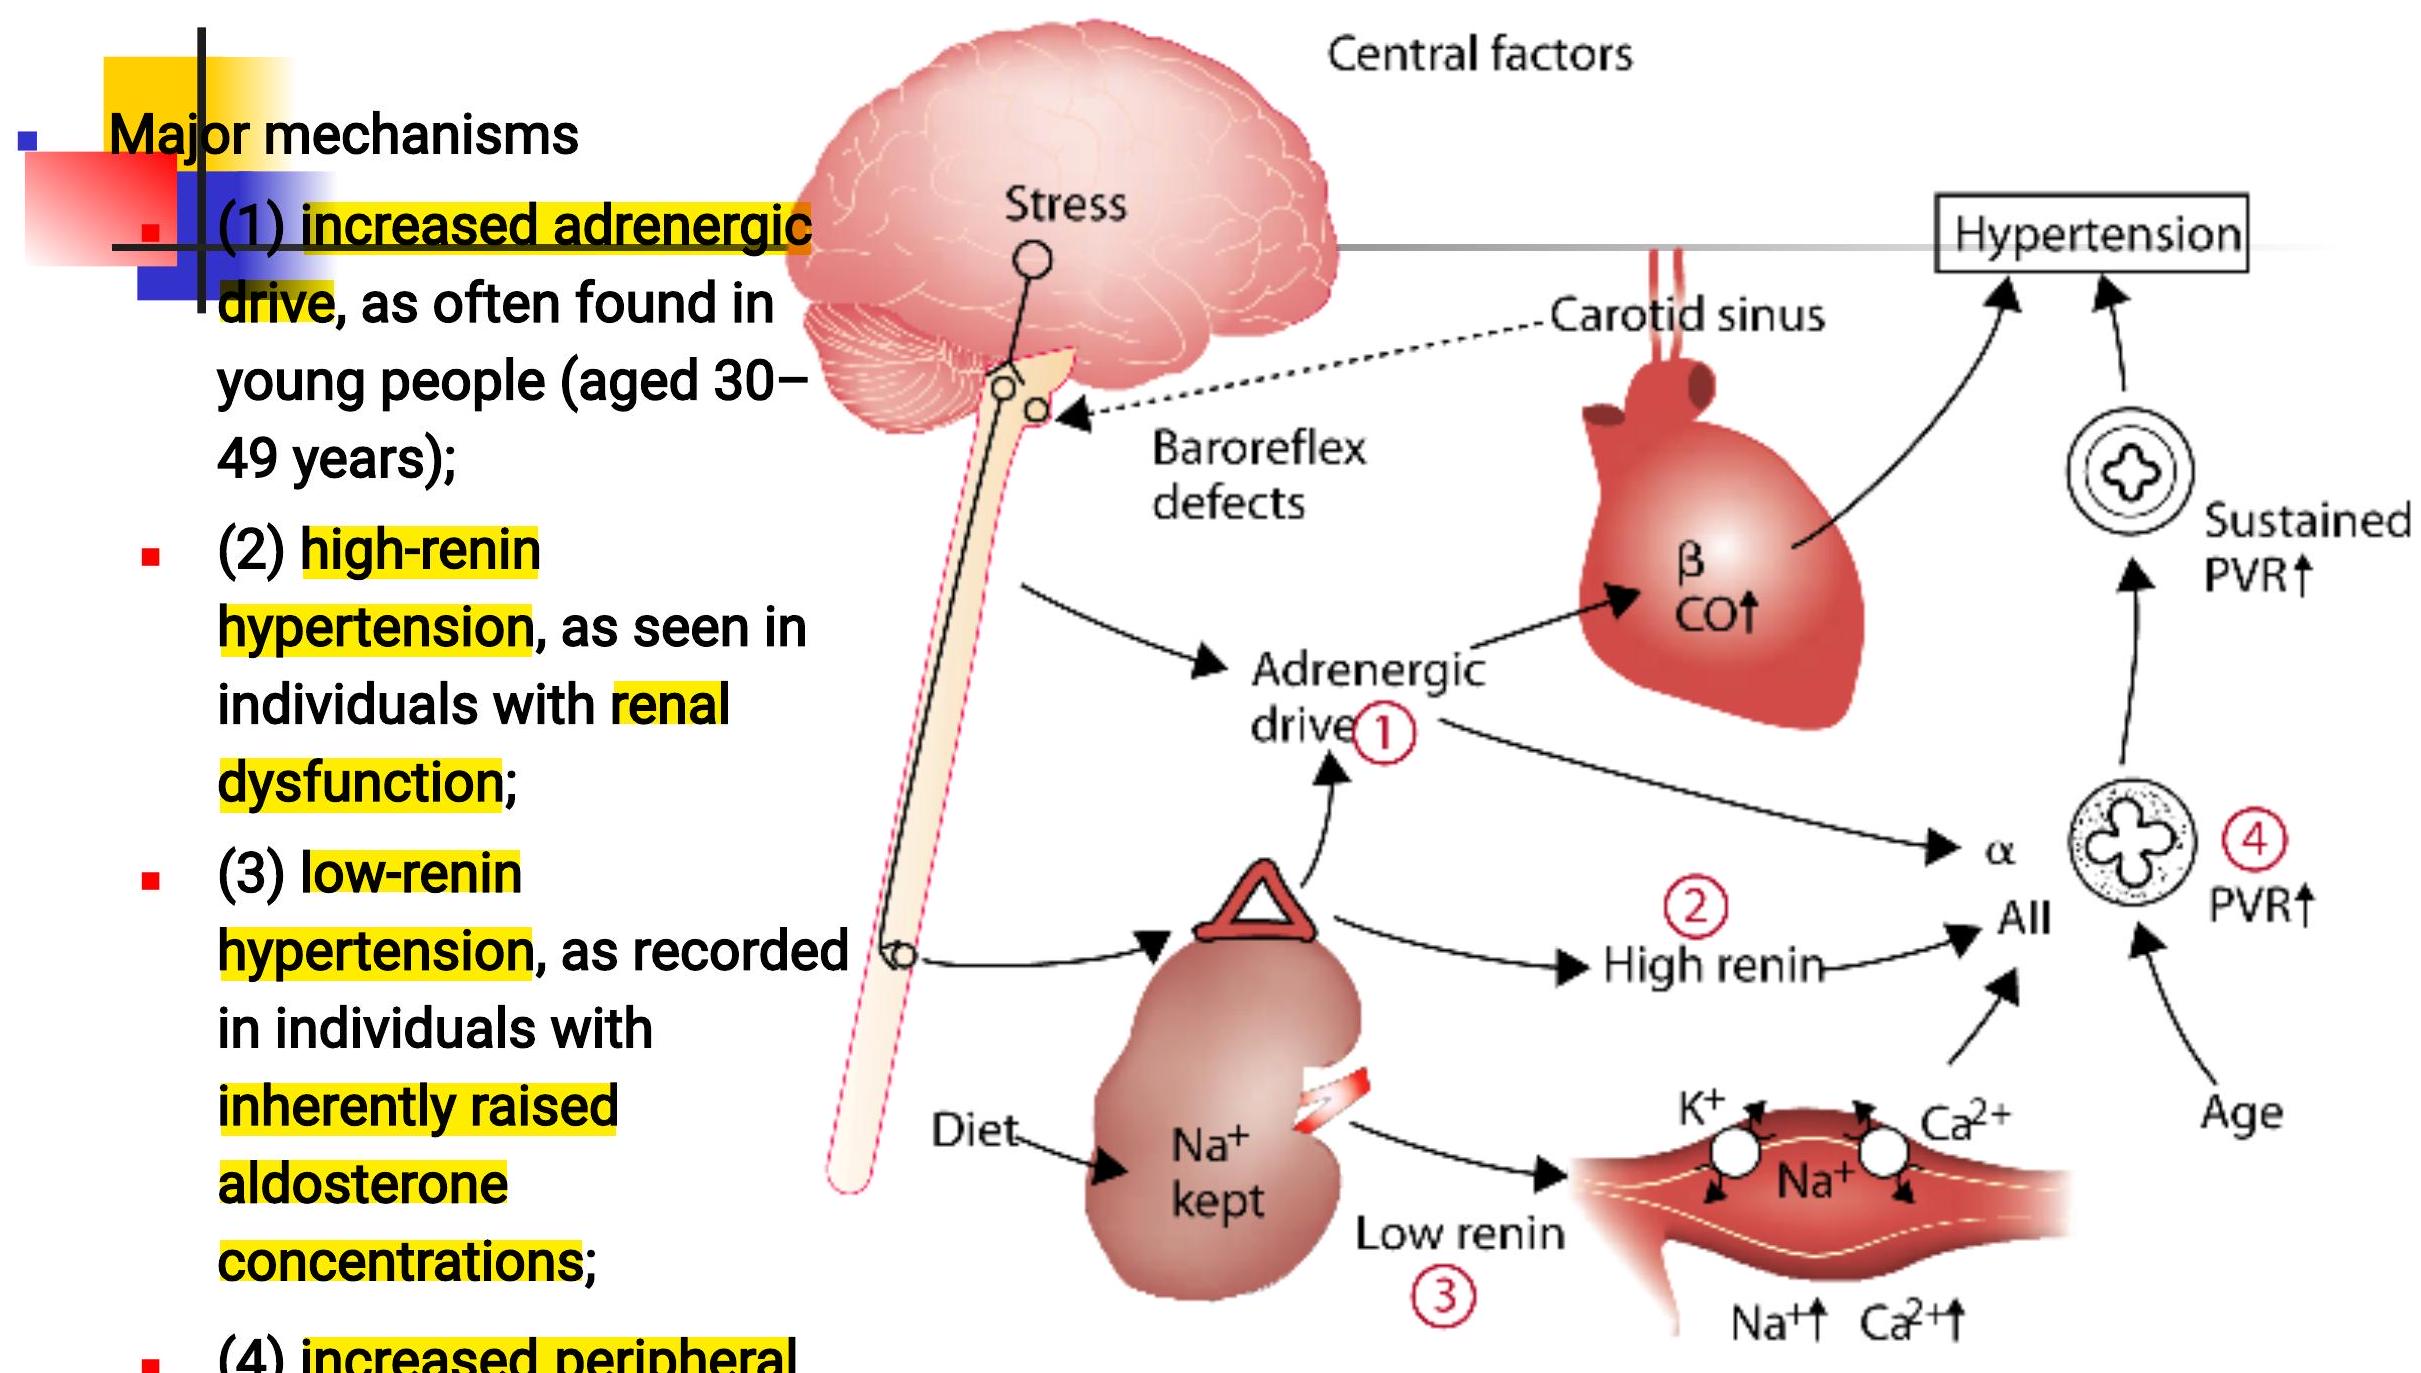 Major mechanisms
(1) increased adrenergic
drive, as often found in
young people (aged 30–
49 years);
(2) high-renin
hypertension, as seen in
individuals with renal
dysfunction;
(3) low-renin
hypertension, as recorded
in individuals with
inherently raised
aldosterone
concentrations;
(4) increased peripheral
Central factors
Stress
Hypertension
Carotid sinus
Baroreflex
defects
β
CO↑
Sustained
PVR↑
Adrenergic
drive
1
α
4
PVR↑
2
AII
High renin
Diet
Na⁺
kept
K⁺
Ca²⁺
Na⁺
Age
Low renin
3
Na⁺↑ Ca²⁺↑